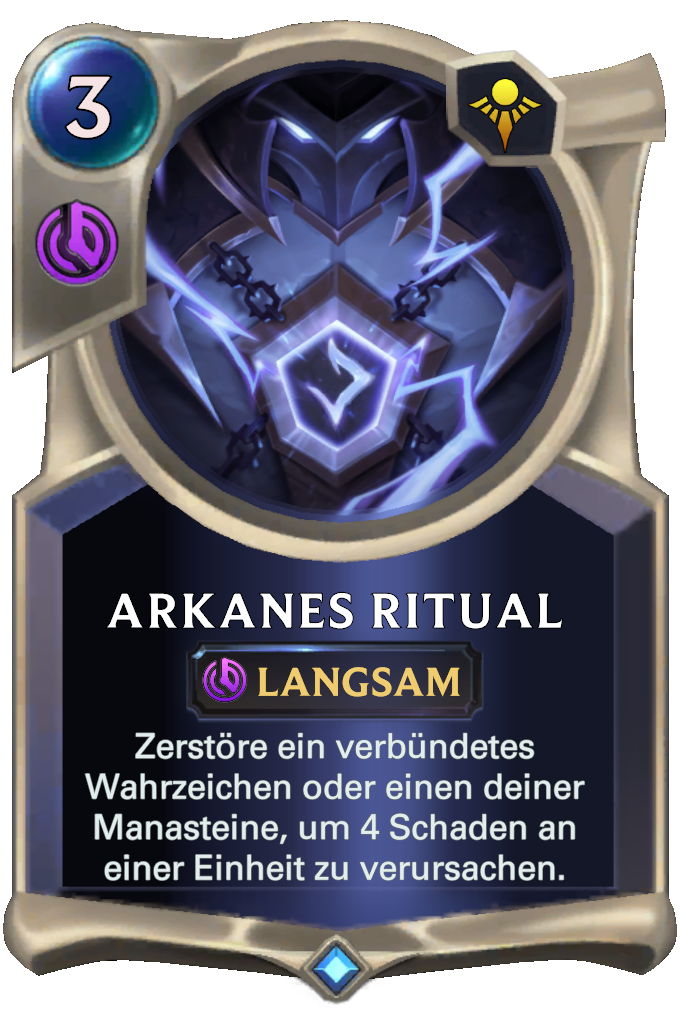 3
ARKANES RITUAL
LANGSAM
Zerstöre ein verbündetes
Wahrzeichen oder einen deiner
Manasteine, um 4 Schaden an
einer Einheit zu verursachen.